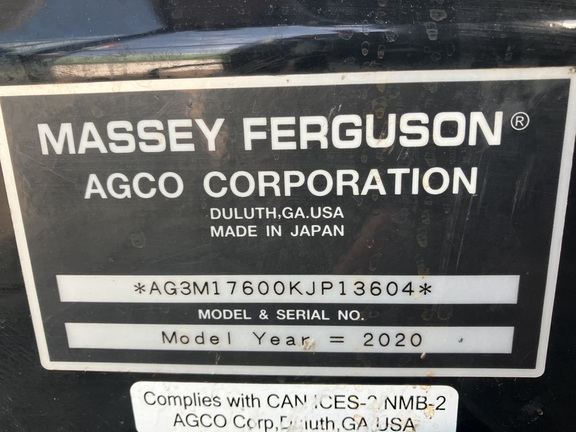 MASSEY FERGUSON®
AGCO CORPORATION
DULUTH,GA.USA
MADE IN JAPAN
*AG3M17600KJP13604*
MODEL & SERIAL NO.
Model Year = 2020
Complies with CAN ICES-2/NMB-2
AGCO Corp,Duluth,GA.USA